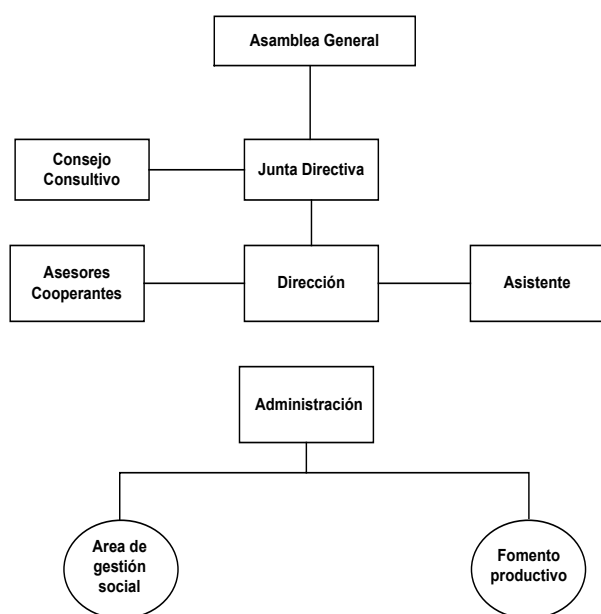 Asamblea General
Consejo
Consultivo
Junta Directiva
Asesores
Cooperantes
Dirección
Asistente
Administración
Area de
gestión
social
Fomento
productivo